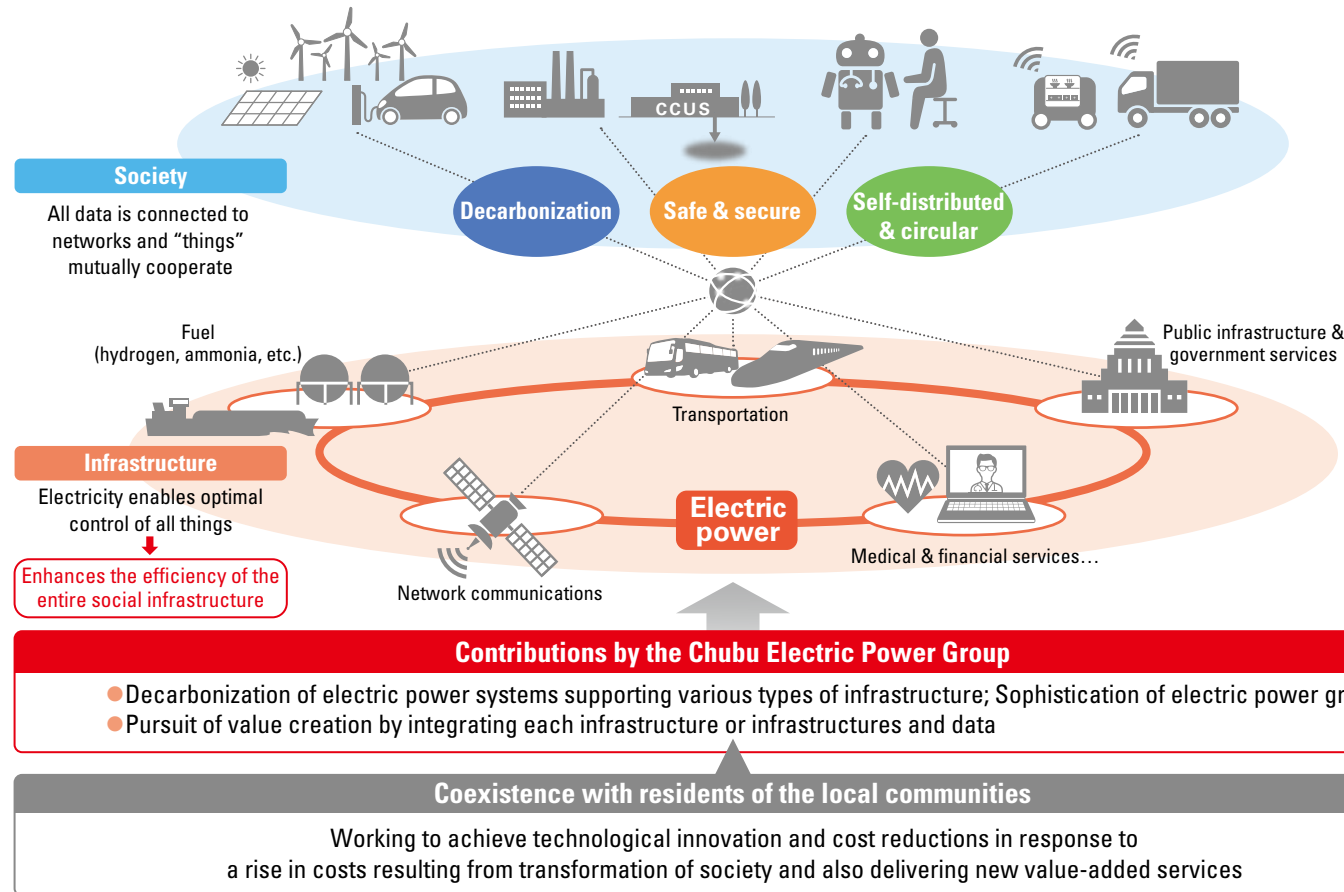 CCUS
Society
All data is connected to
networks and “things”
mutually cooperate
Decarbonization
Safe & secure
Self-distributed
& circular
Fuel
(hydrogen, ammonia, etc.)
Transportation
Public infrastructure &
government services
Infrastructure
Electricity enables optimal
control of all things
Enhances the efficiency of the
entire social infrastructure
Network communications
Electric
power
Medical & financial services…
Contributions by the Chubu Electric Power Group
●Decarbonization of electric power systems supporting various types of infrastructure; Sophistication of electric power
●Pursuit of value creation by integrating each infrastructure or infrastructures and data
Coexistence with residents of the local communities
Working to achieve technological innovation and cost reductions in response to
a rise in costs resulting from transformation of society and also delivering new value-added services